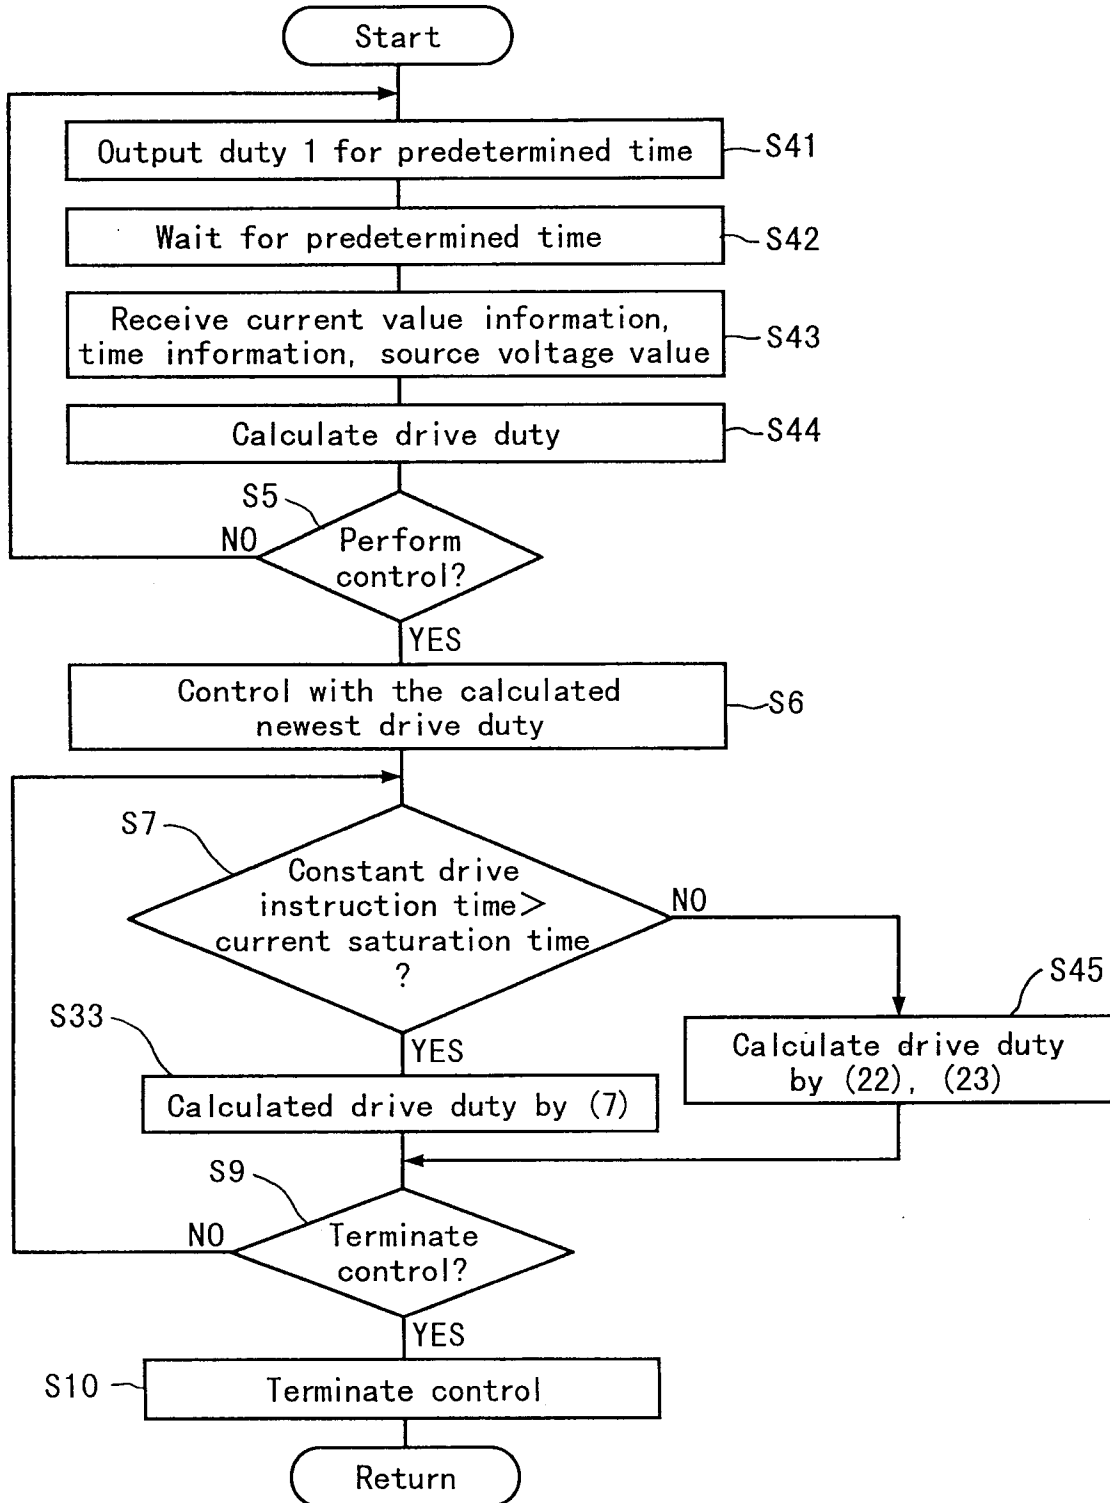 Start
Output duty 1 for predetermined time
S41
Wait for predetermined time
S42
Receive current value information,
time information, source voltage value
S43
Calculate drive duty
S44
S5
NO
Perform
control?
YES
Control with the calculated
newest drive duty
S6
S7
Constant drive
instruction time>
current saturation time
?
NO
S45
S33
YES
Calculate drive duty
by (22), (23)
Calculated drive duty by (7)
S9
NO
Terminate
control?
YES
S10
Terminate control
Return